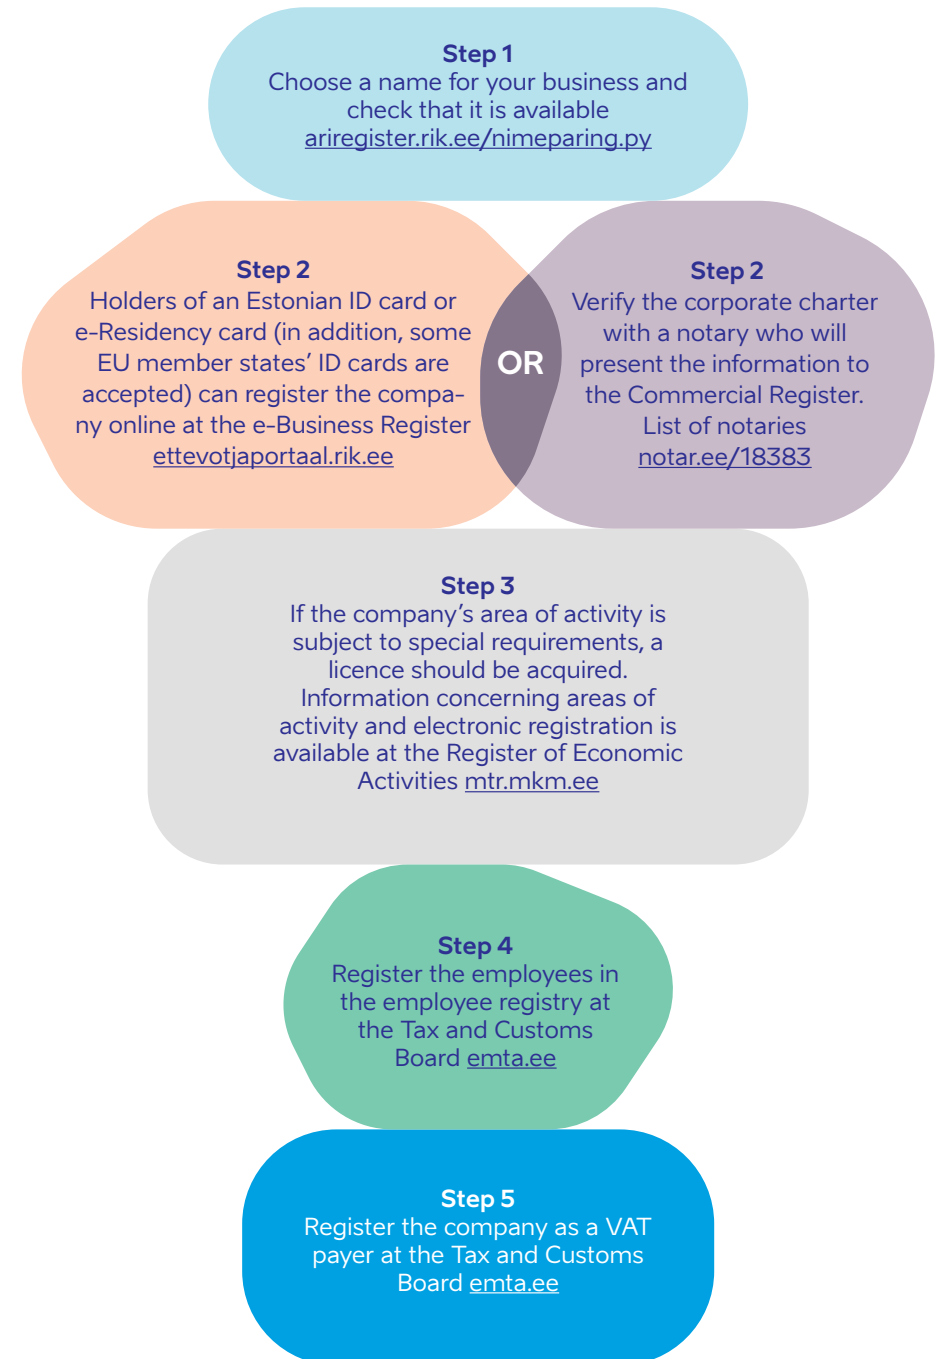 Step 1
Choose a name for your business and
check that it is available
ariregister.rik.ee/nimeparing.py
Step 2
Holders of an Estonian ID card or
e-Residency card (in addition, some
EU member states’ ID cards are
accepted) can register the compa-
ny online at the e-Business Register
ettevotjaportaal.rik.ee
OR
Step 2
Verify the corporate charter
with a notary who will
present the information to
the Commercial Register.
List of notaries
notar.ee/18383
Step 3
If the company’s area of activity is
subject to special requirements, a
licence should be acquired.
Information concerning areas of
activity and electronic registration is
available at the Register of Economic
Activities mtr.mkm.ee
Step 4
Register the employees in
the employee registry at
the Tax and Customs
Board emta.ee
Step 5
Register the company as a VAT
payer at the Tax and Customs
Board emta.ee